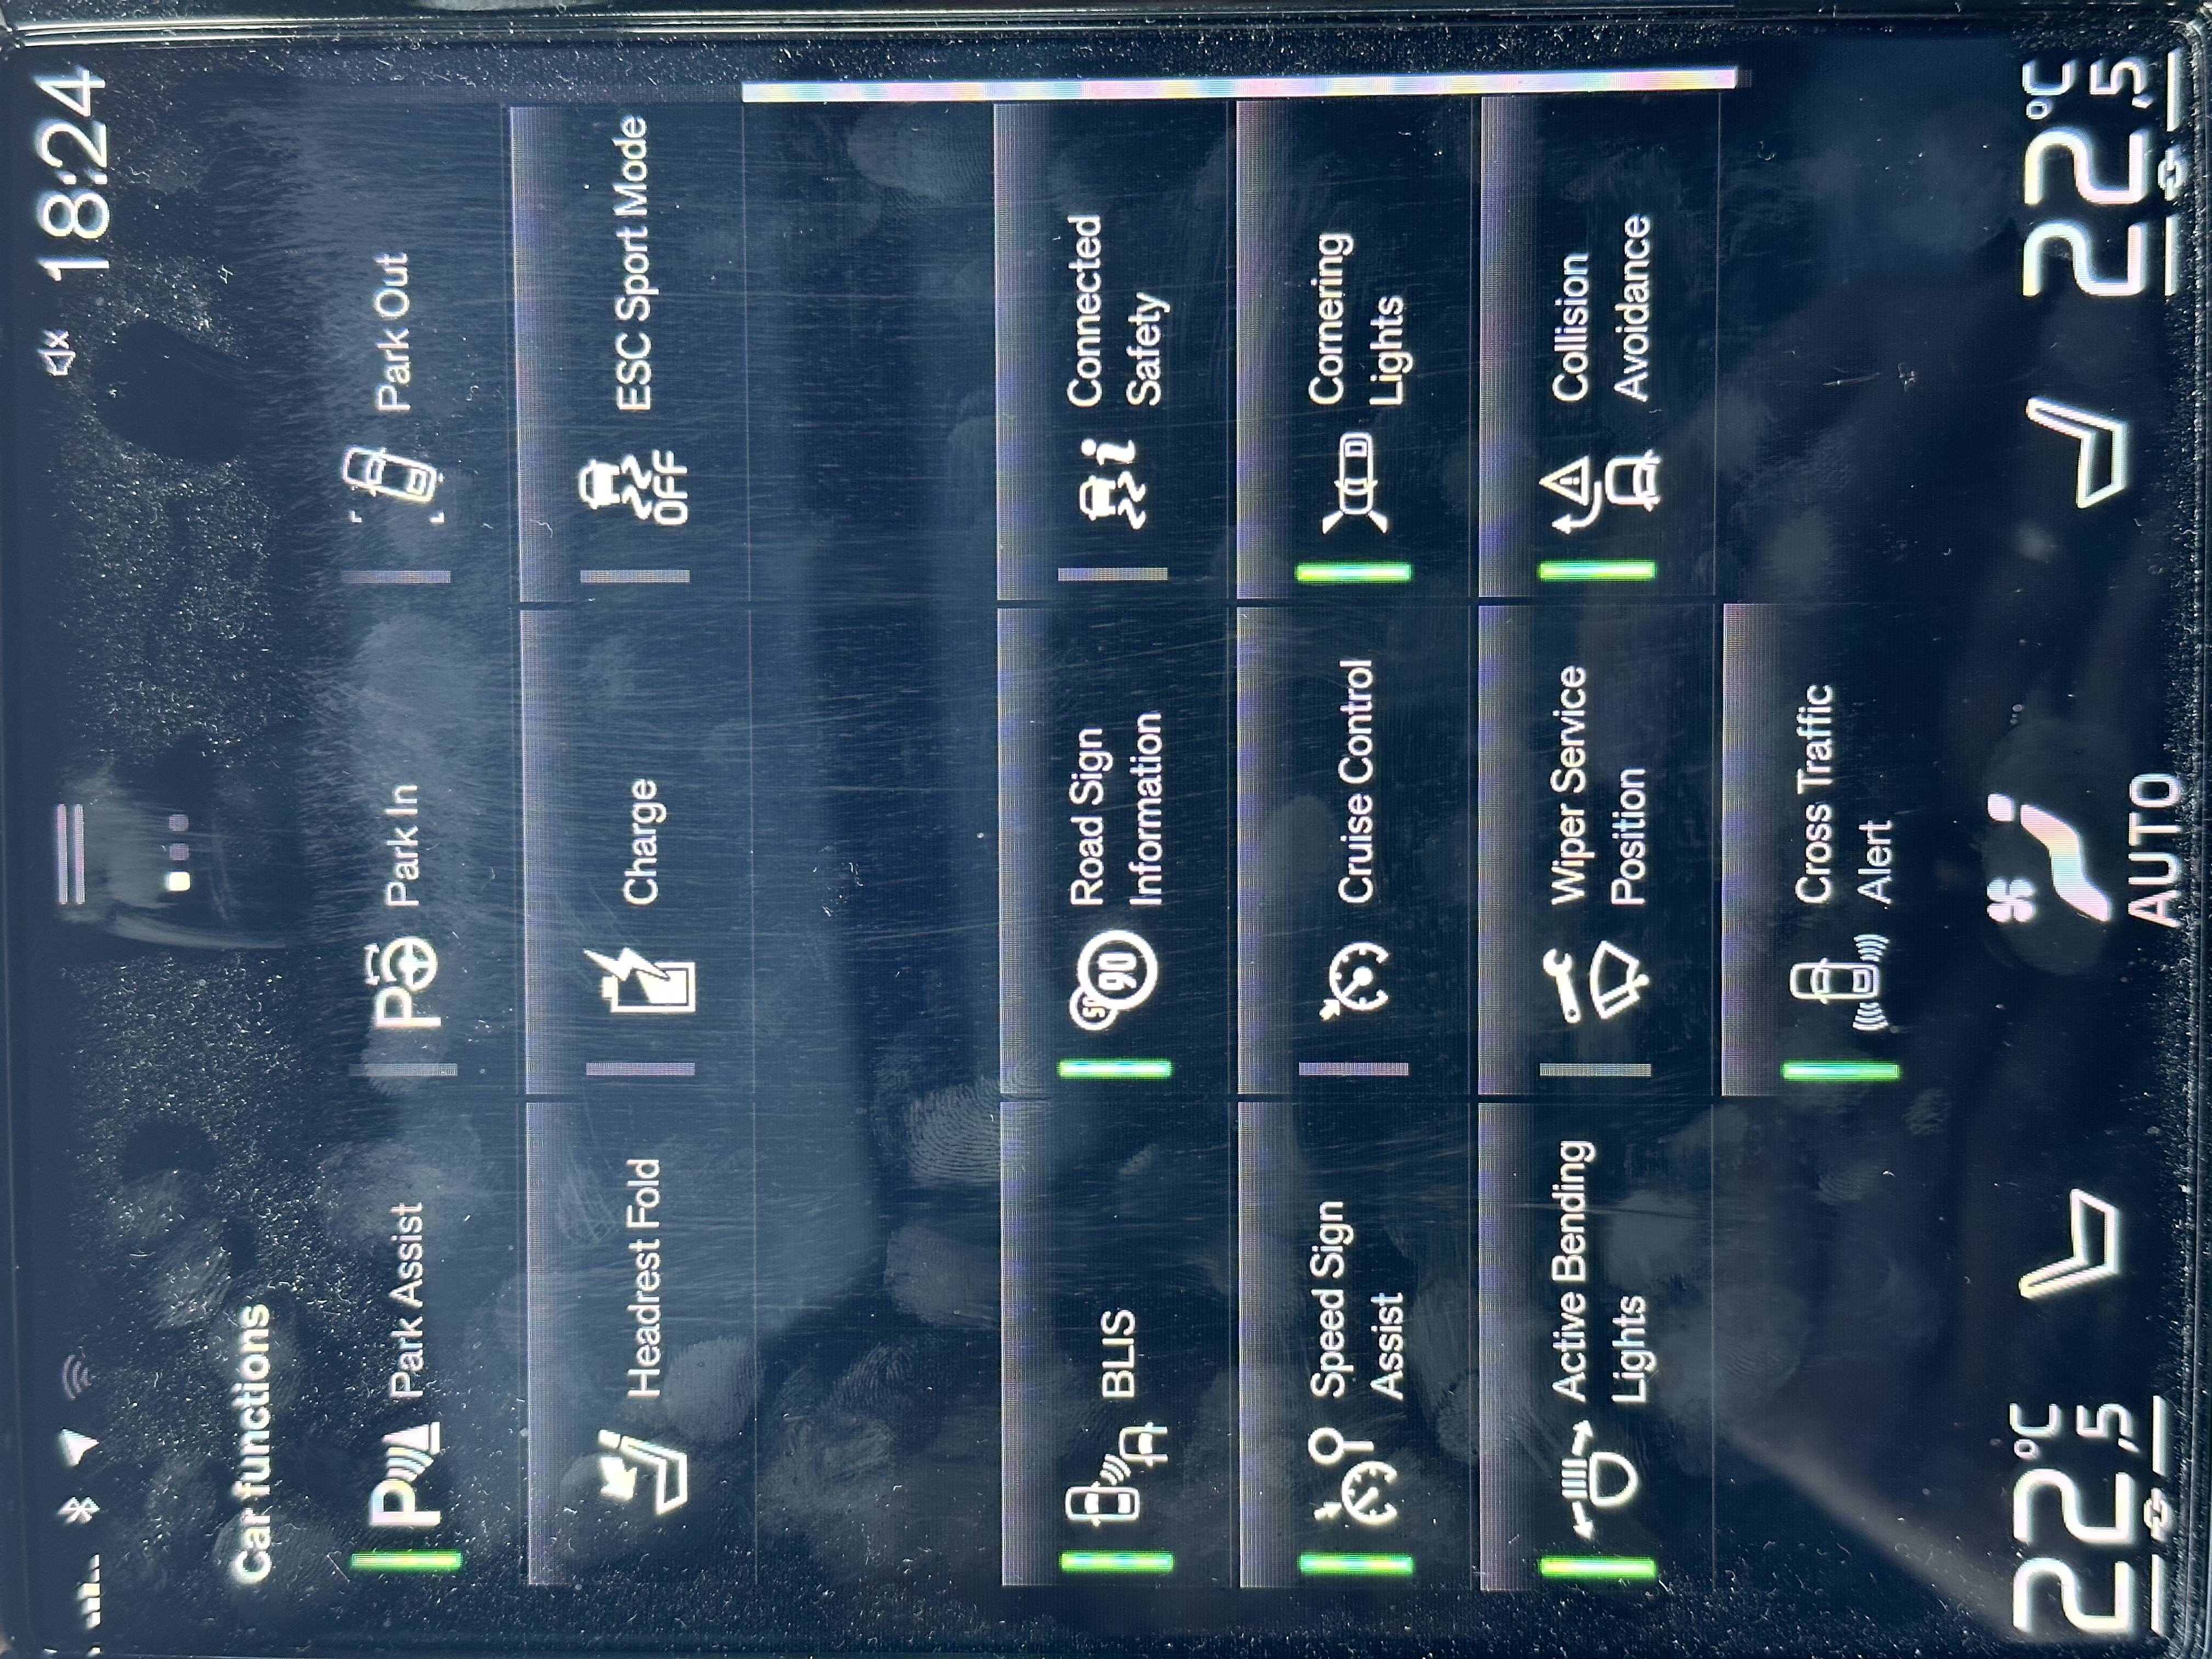 18:24
Car functions
P Park Assist
P Park In
Park Out
Headrest Fold
Charge
OFF ESC Sport Mode
BLIS
50 90 Road Sign
Information
Connected
Safety
Speed Sign
Assist
Cruise Control
Cornering
Lights
Active Bending
Lights
Wiper Service
Position
Collision
Avoidance
Cross Traffic
Alert
22,5 °C
AUTO
22,5 °C